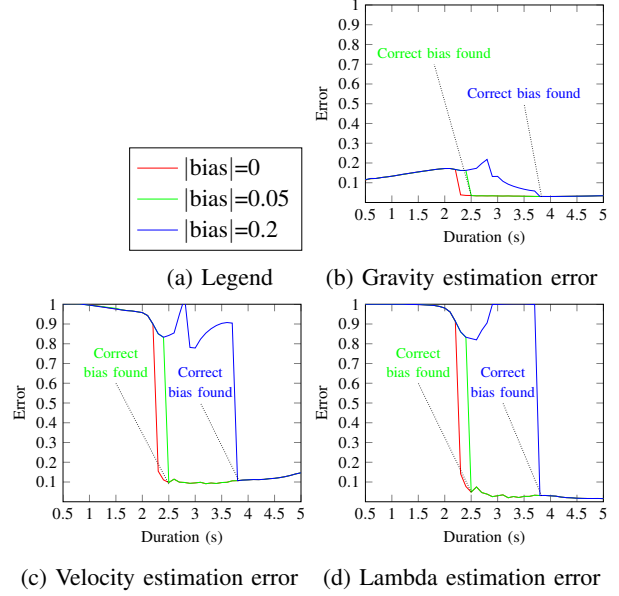 1
0.9
0.8
0.7
0.6
0.5
0.4
0.3
0.2
0.1
Error
Correct bias found
Correct bias found
0.5 1 1.5 2 2.5 3 3.5 4 4.5 5
Duration (s)
|bias|=0
|bias|=0.05
|bias|=0.2
(a) Legend
(b) Gravity estimation error
1
0.9
0.8
0.7
0.6
0.5
0.4
0.3
0.2
0.1
Error
Correct
bias found
Correct
bias found
0.5 1 1.5 2 2.5 3 3.5 4 4.5 5
Duration (s)
(c) Velocity estimation error
1
0.9
0.8
0.7
0.6
0.5
0.4
0.3
0.2
0.1
Error
Correct
bias found
Correct
bias found
0.5 1 1.5 2 2.5 3 3.5 4 4.5 5
Duration (s)
(d) Lambda estimation error